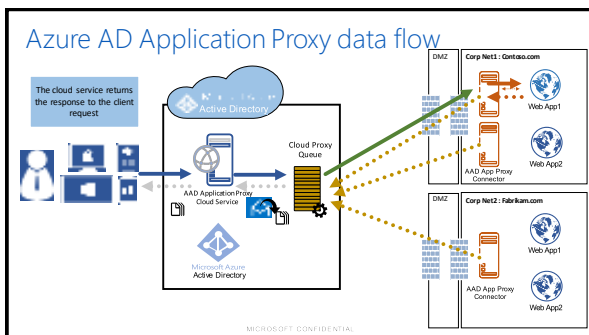 Azure AD Application Proxy data flow
The cloud service returns
the response to the client
request
Active Directory
Cloud Proxy
Queue
AAD Application Proxy
Cloud Service
Microsoft Azure
Active Directory
DMZ
Corp Net1 : Contoso.com
Web App1
Web App2
AAD App Proxy
Connector
DMZ
Corp Net2 : Fabrikam.com
Web App1
AAD App Proxy
Connector
Web App2
MICROSOFT CONFIDENTIAL